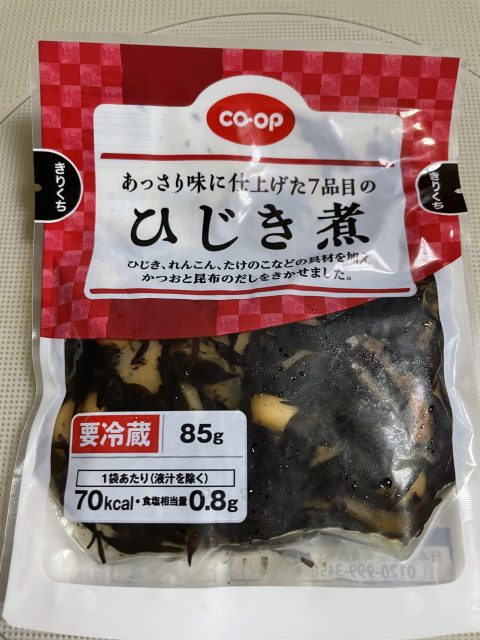 CO·OP
あっさり味に仕上げた7品目の
ひじき煮
ひじき、れんこん、たけのこなどの具材を加え
かつおと昆布のだしをきかせました。
きりくち
きりくち
要冷蔵
85g
1袋あたり(液汁を除く)
70kcal・食塩相当量0.8g